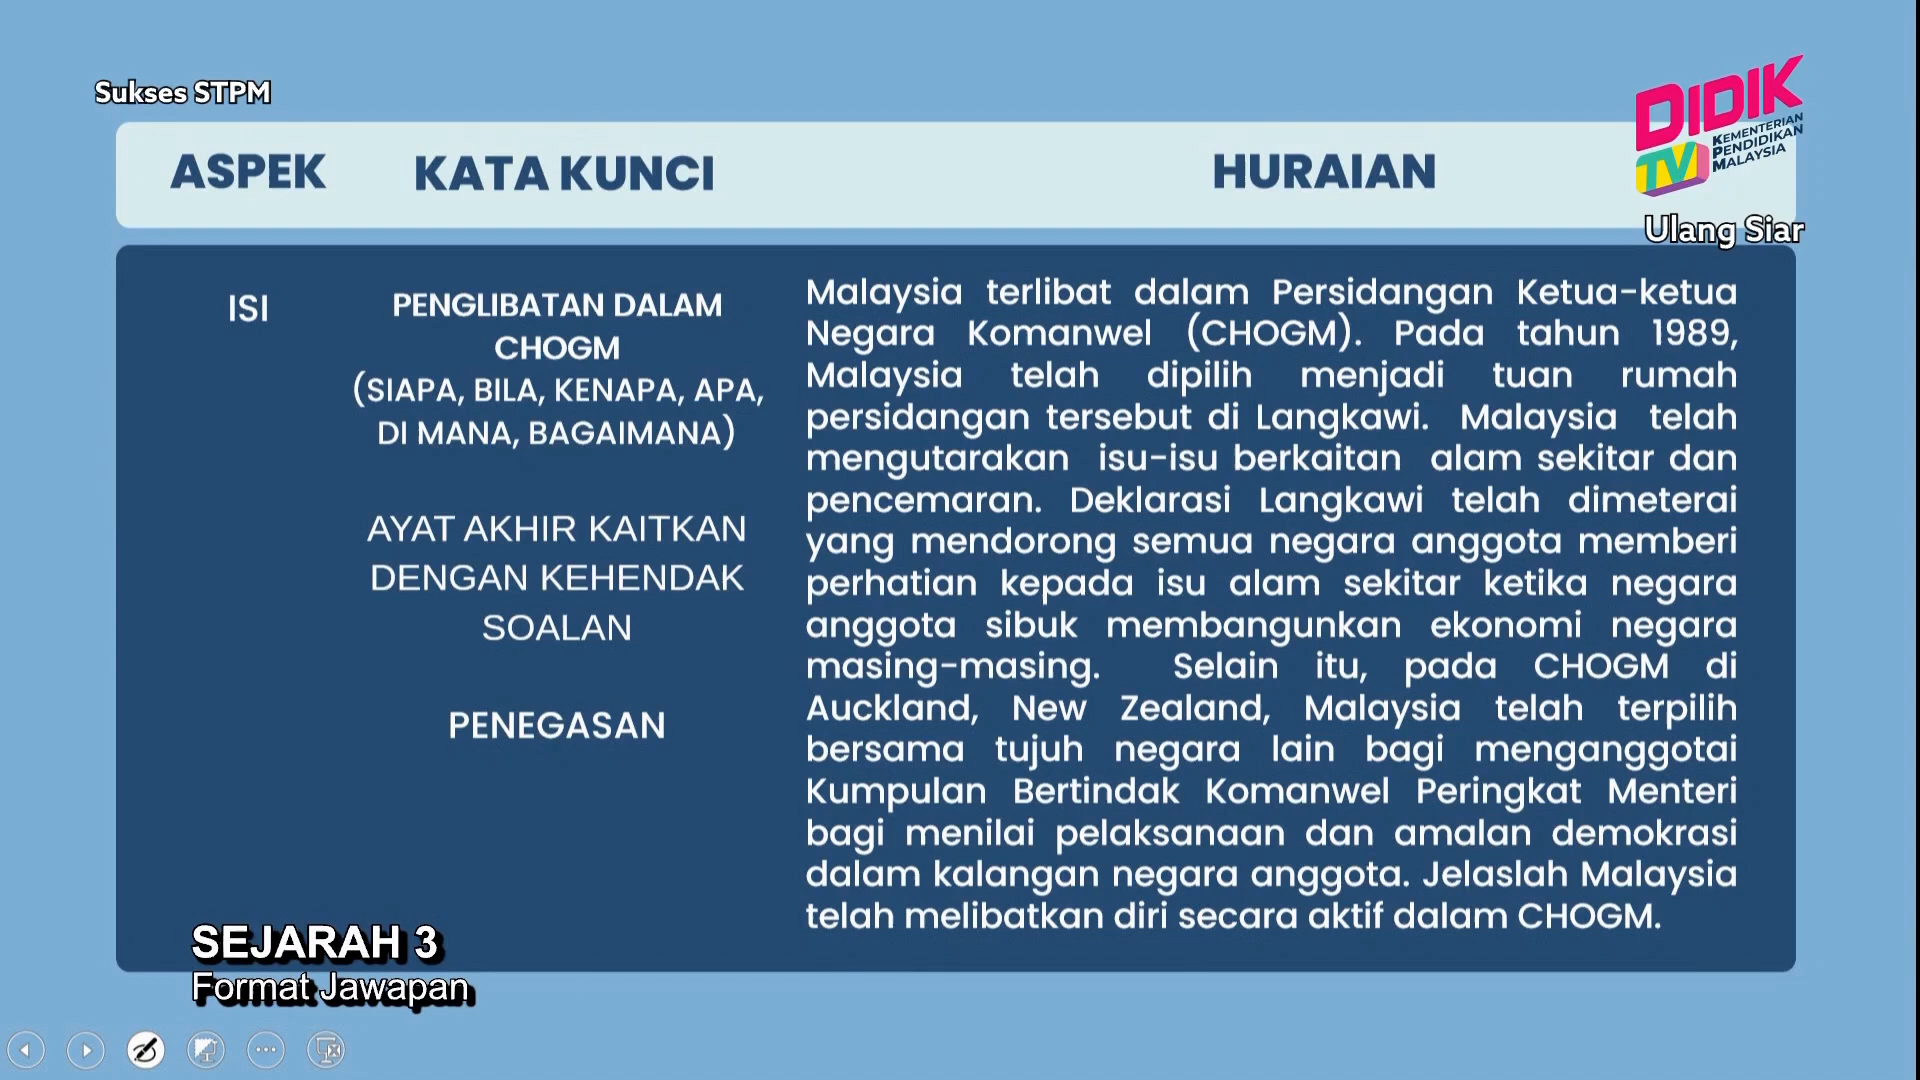 Sukses STPM
DIDIK
TV
KEMENTERIAN
PENDIDIKAN
MALAYSIA
Ulang Siar
ASPEK KATA KUNCI HURAIAN
ISI
PENGLIBATAN DALAM
CHOGM
(SIAPA, BILA, KENAPA, APA,
DI MANA, BAGAIMANA)
AYAT AKHIR KAITKAN
DENGAN KEHENDAK
SOALAN
PENEGASAN
Malaysia terlibat dalam Persidangan Ketua-ketua
Negara Komanwel (CHOGM). Pada tahun 1989,
Malaysia telah dipilih menjadi tuan rumah
persidangan tersebut di Langkawi. Malaysia telah
mengutarakan isu-isu berkaitan alam sekitar dan
pencemaran. Deklarasi Langkawi telah dimeterai
yang mendorong semua negara anggota memberi
perhatian kepada isu alam sekitar ketika negara
anggota sibuk membangunkan ekonomi negara
masing-masing. Selain itu, pada CHOGM di
Auckland, New Zealand, Malaysia telah terpilih
bersama tujuh negara lain bagi menganggotai
Kumpulan Bertindak Komanwel Peringkat Menteri
bagi menilai pelaksanaan dan amalan demokrasi
dalam kalangan negara anggota. Jelaslah Malaysia
telah melibatkan diri secara aktif dalam CHOGM.
SEJARAH 3
Format Jawapan